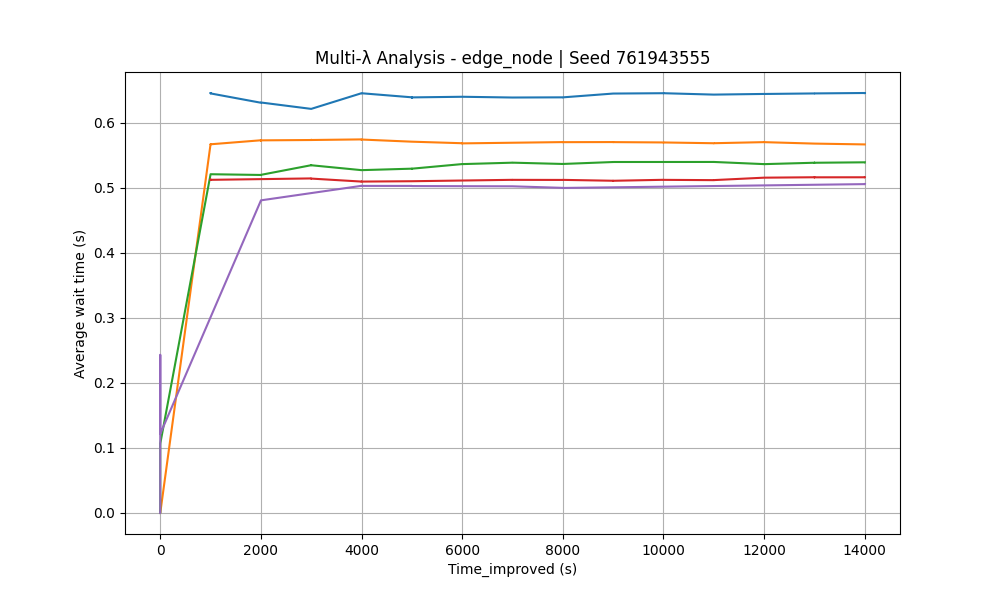 Multi-λ Analysis - edge_node | Seed 761943555
Average wait time (s)
0.6
0.5
0.4
0.3
0.2
0.1
0.0
0 2000 4000 6000 8000 10000 12000 14000
Time_improved (s)